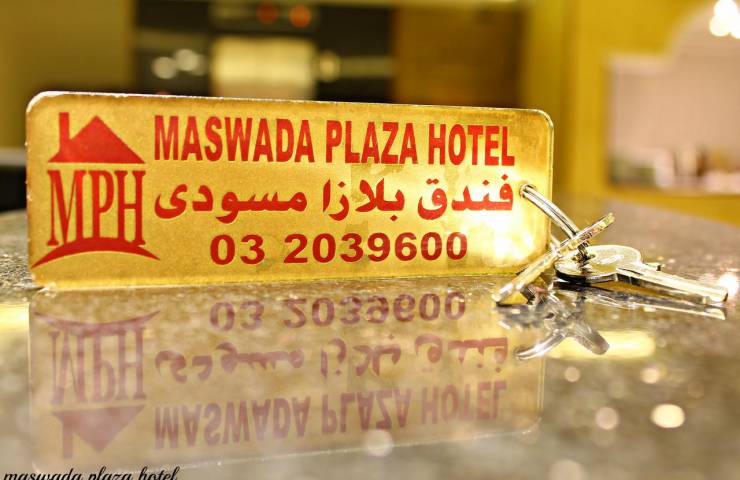 MPH
MASWADA PLAZA HOTEL
فندق بلازا مسودى
03 2039600
maswada plaza hotel